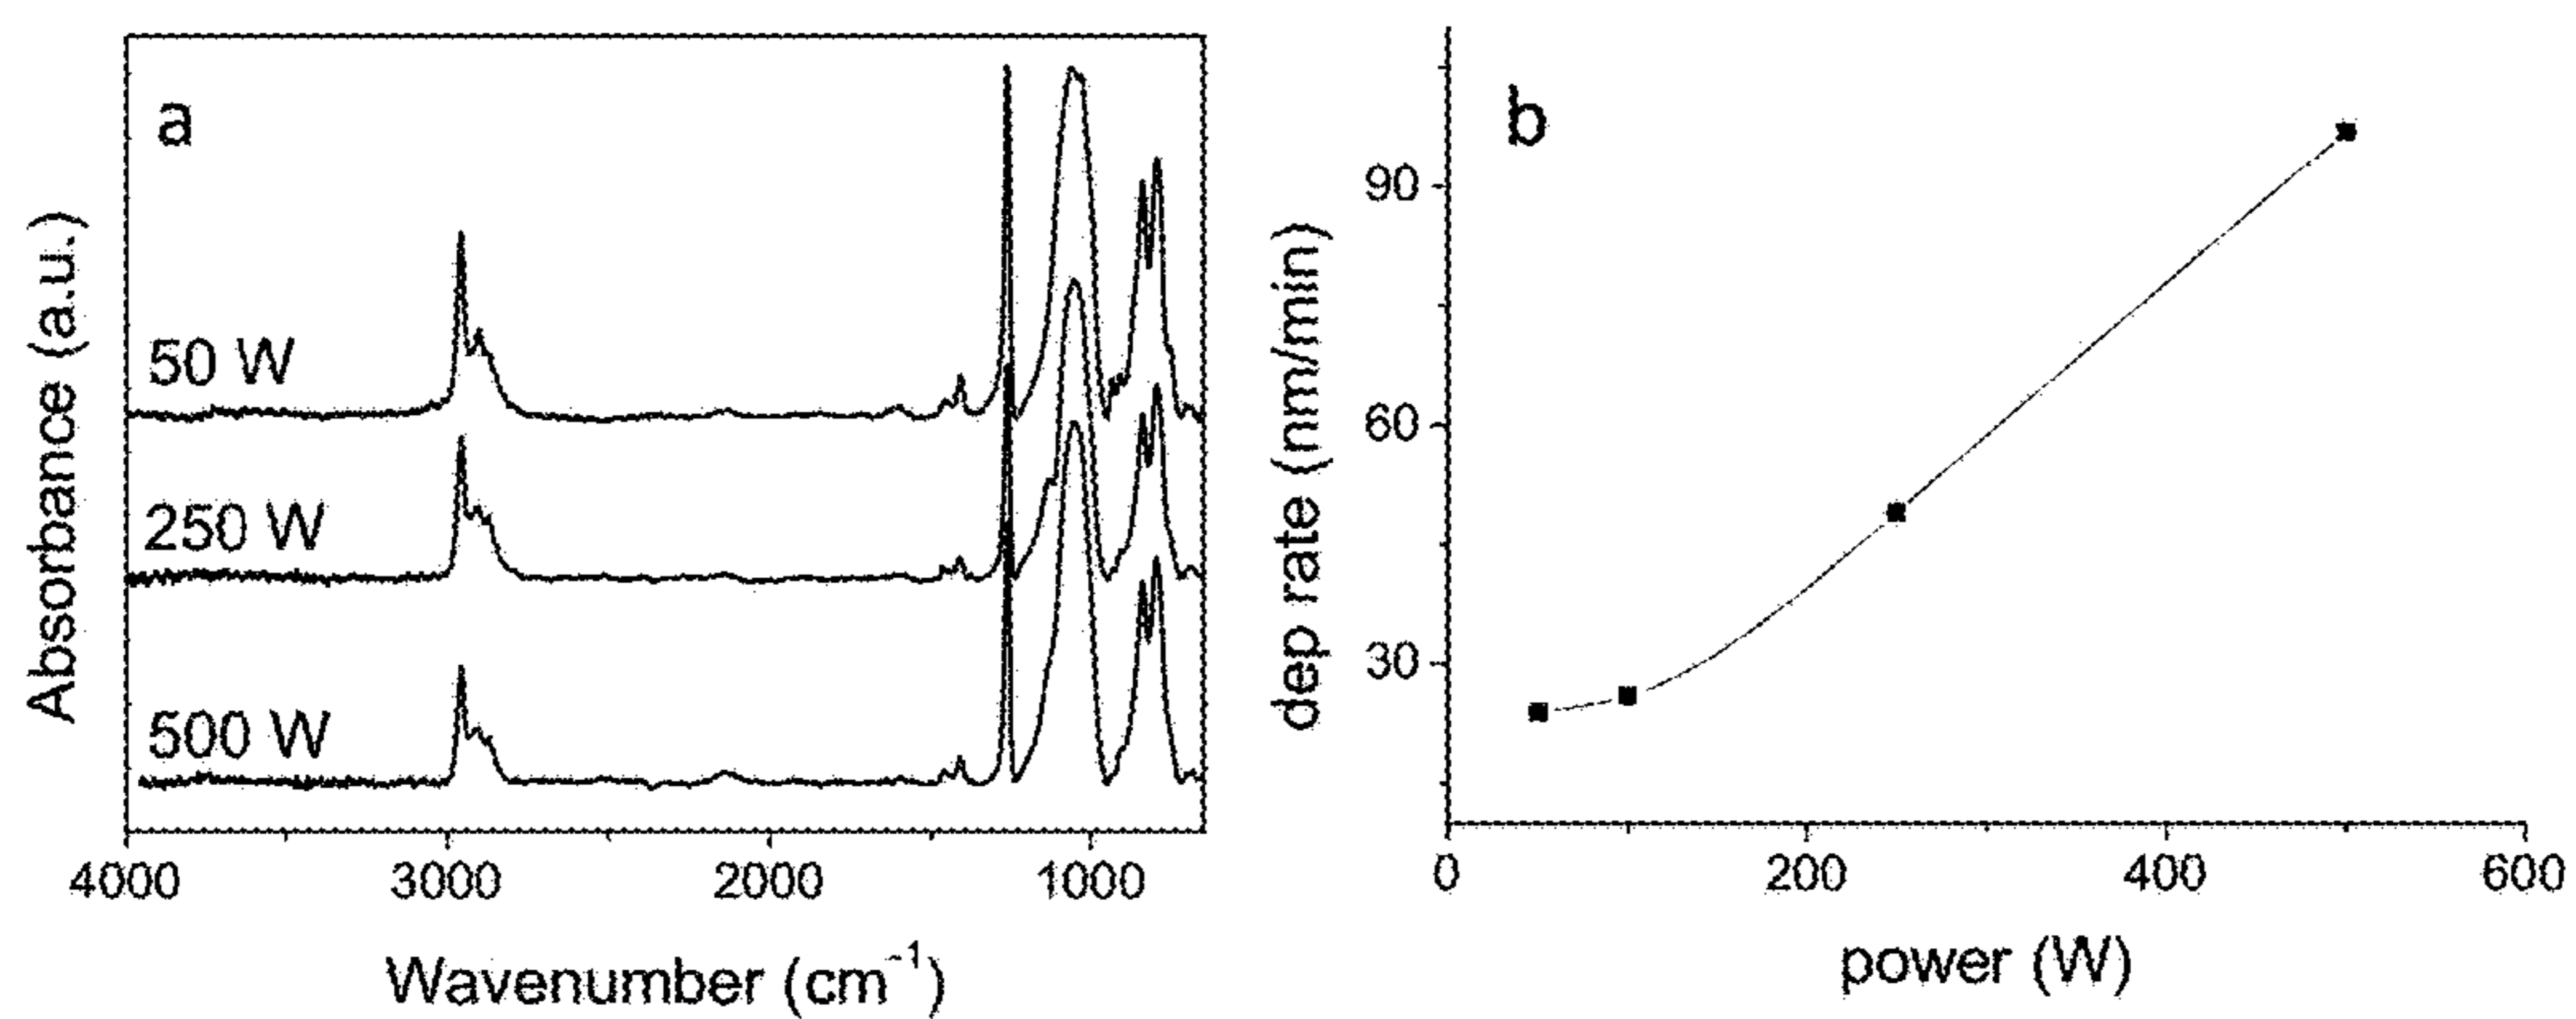 a
50 W
250 W
500 W
Absorbance (a.u.)
4000 3000 2000 1000
Wavenumber (cm⁻¹)
b
90
60
30
dep rate (nm/min)
0 200 400 600
power (W)